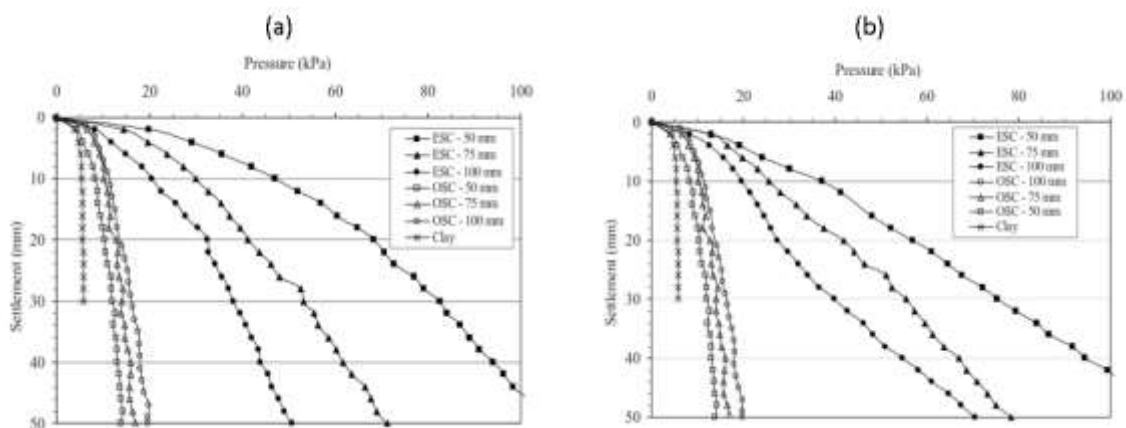 (a)
Pressure (kPa)
0 20 40 60 80 100
0
10
20
30
40
50
Settlement (mm)
ESC - 50 mm
ESC - 75 mm
ESC - 100 mm
OSC - 50 mm
OSC - 75 mm
OSC - 100 mm
Clay
(b)
Pressure (kPa)
0 20 40 60 80 100
0
10
20
30
40
50
Settlement (mm)
ESC - 50 mm
ESC - 75 mm
ESC - 100 mm
OSC - 100 mm
OSC - 75 mm
OSC - 50 mm
Clay